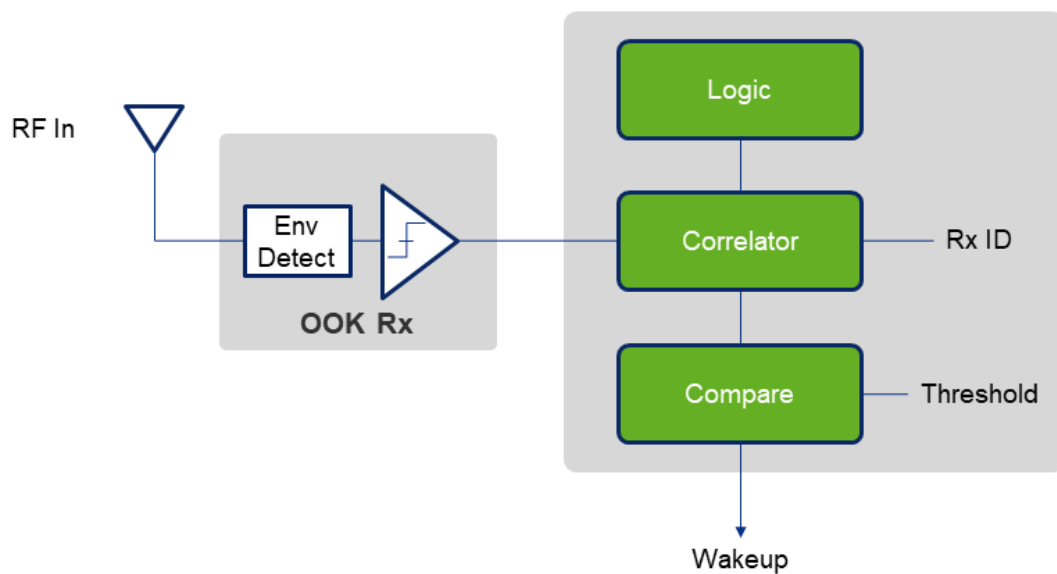 Logic
RF In
Env
Detect
Correlator
Rx ID
OOK Rx
Compare
Threshold
Wakeup